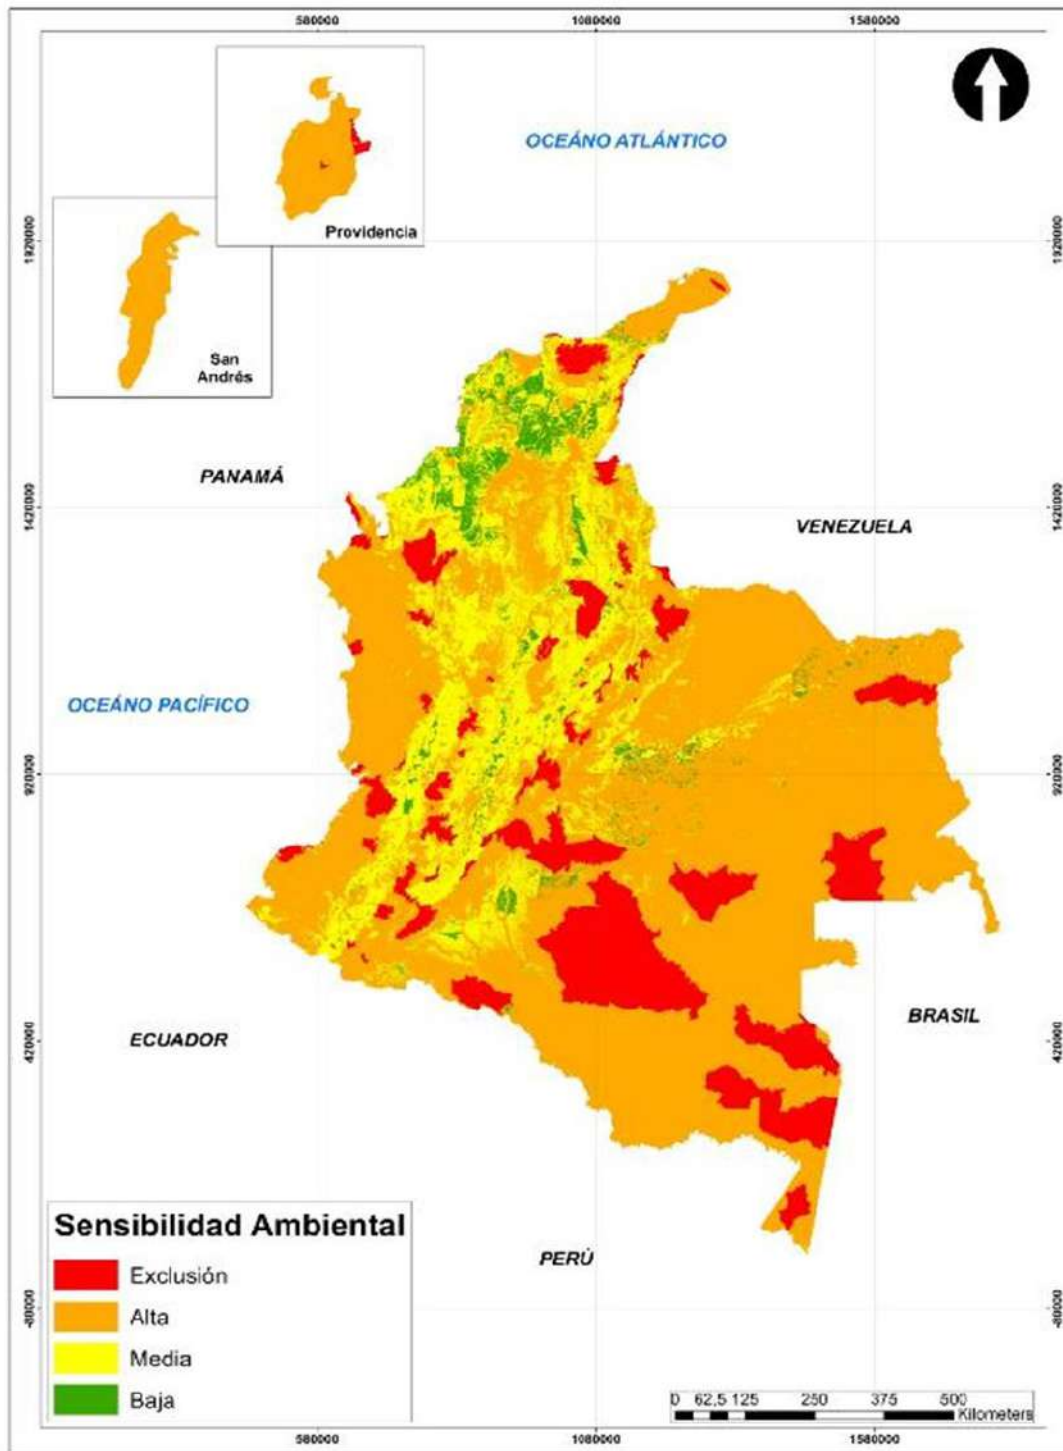 580000
1080000
1580000
OCEÁNO ATLÁNTICO
Providencia
1920000
1920000
San
Andrés
PANAMÁ
1420000
1420000
VENEZUELA
OCEÁNO PACÍFICO
920000
920000
ECUADOR
BRASIL
420000
420000
Sensibilidad Ambiental
Exclusión
Alta
Media
Baja
PERÚ
-80000
-80000
0 62,5 125 250 375 500
Kilometers
580000
1080000
1580000